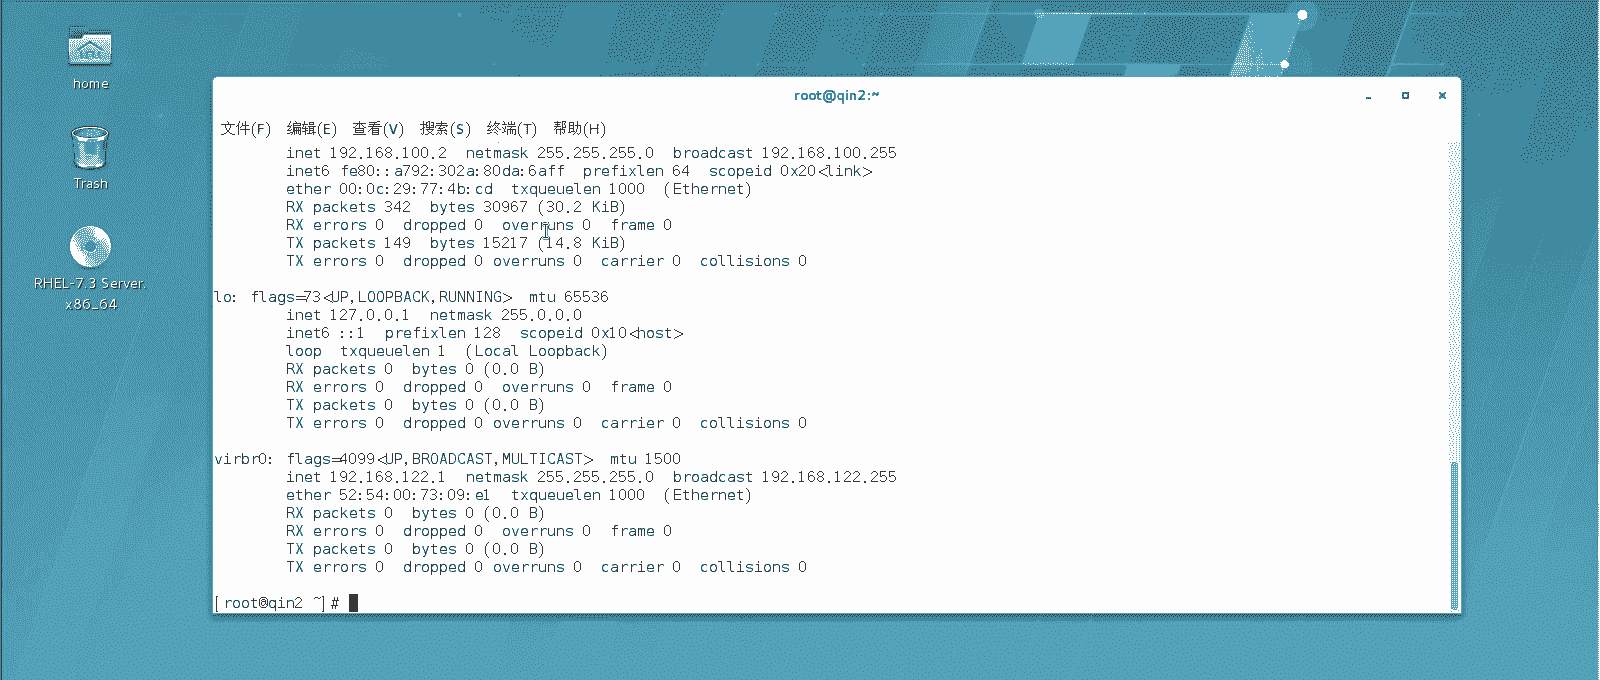 home
Trash
RHEL-7.3 Server.
x86_64
root@qin2:~
文件(F) 编辑(E) 查看(V) 搜索(S) 终端(T) 帮助(H)
inet 192.168.100.2 netmask 255.255.255.0 broadcast 192.168.100.255
inet6 fe80::a792:302a:80da:6aff prefixlen 64 scopeid 0x20<link>
ether 00:0c:29:77:4b:cd txqueuelen 1000 (Ethernet)
RX packets 342 bytes 30967 (30.2 KiB)
RX errors 0 dropped 0 overruns 0 frame 0
TX packets 149 bytes 15217 (14.8 KiB)
TX errors 0 dropped 0 overruns 0 carrier 0 collisions 0
lo: flags=73<UP,LOOPBACK,RUNNING> mtu 65536
inet 127.0.0.1 netmask 255.0.0.0
inet6 ::1 prefixlen 128 scopeid 0x10<host>
loop txqueuelen 1 (Local Loopback)
RX packets 0 bytes 0 (0.0 B)
RX errors 0 dropped 0 overruns 0 frame 0
TX packets 0 bytes 0 (0.0 B)
TX errors 0 dropped 0 overruns 0 carrier 0 collisions 0
virbr0: flags=4099<UP,BROADCAST,MULTICAST> mtu 1500
inet 192.168.122.1 netmask 255.255.255.0 broadcast 192.168.122.255
ether 52:54:00:73:09:e1 txqueuelen 1000 (Ethernet)
RX packets 0 bytes 0 (0.0 B)
RX errors 0 dropped 0 overruns 0 frame 0
TX packets 0 bytes 0 (0.0 B)
TX errors 0 dropped 0 overruns 0 carrier 0 collisions 0
[root@qin2 ~]#